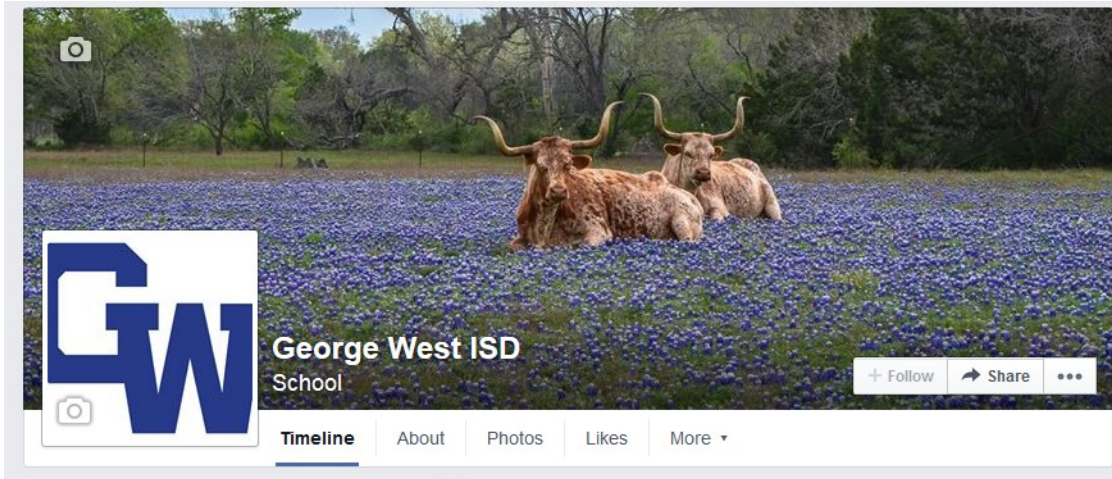 GW
George West ISD
School
+ Follow Share •••
Timeline About Photos Likes More ▾